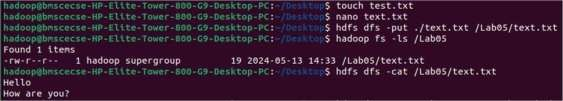 hadoop@bmscecse-HP-Elite-Tower-800-G9-Desktop-PC:~/Desktop$ touch test.txt
hadoop@bmscecse-HP-Elite-Tower-800-G9-Desktop-PC:~/Desktop$ nano text.txt
hadoop@bmscecse-HP-Elite-Tower-800-G9-Desktop-PC:~/Desktop$ hdfs dfs -put ./text.txt /Lab05/text.txt
hadoop@bmscecse-HP-Elite-Tower-800-G9-Desktop-PC:~/Desktop$ hadoop fs -ls /Lab05
Found 1 items
-rw-r--r--   1 hadoop supergroup         19 2024-05-13 14:33 /Lab05/text.txt
hadoop@bmscecse-HP-Elite-Tower-800-G9-Desktop-PC:~/Desktop$ hdfs dfs -cat /Lab05/text.txt
Hello
How are you?